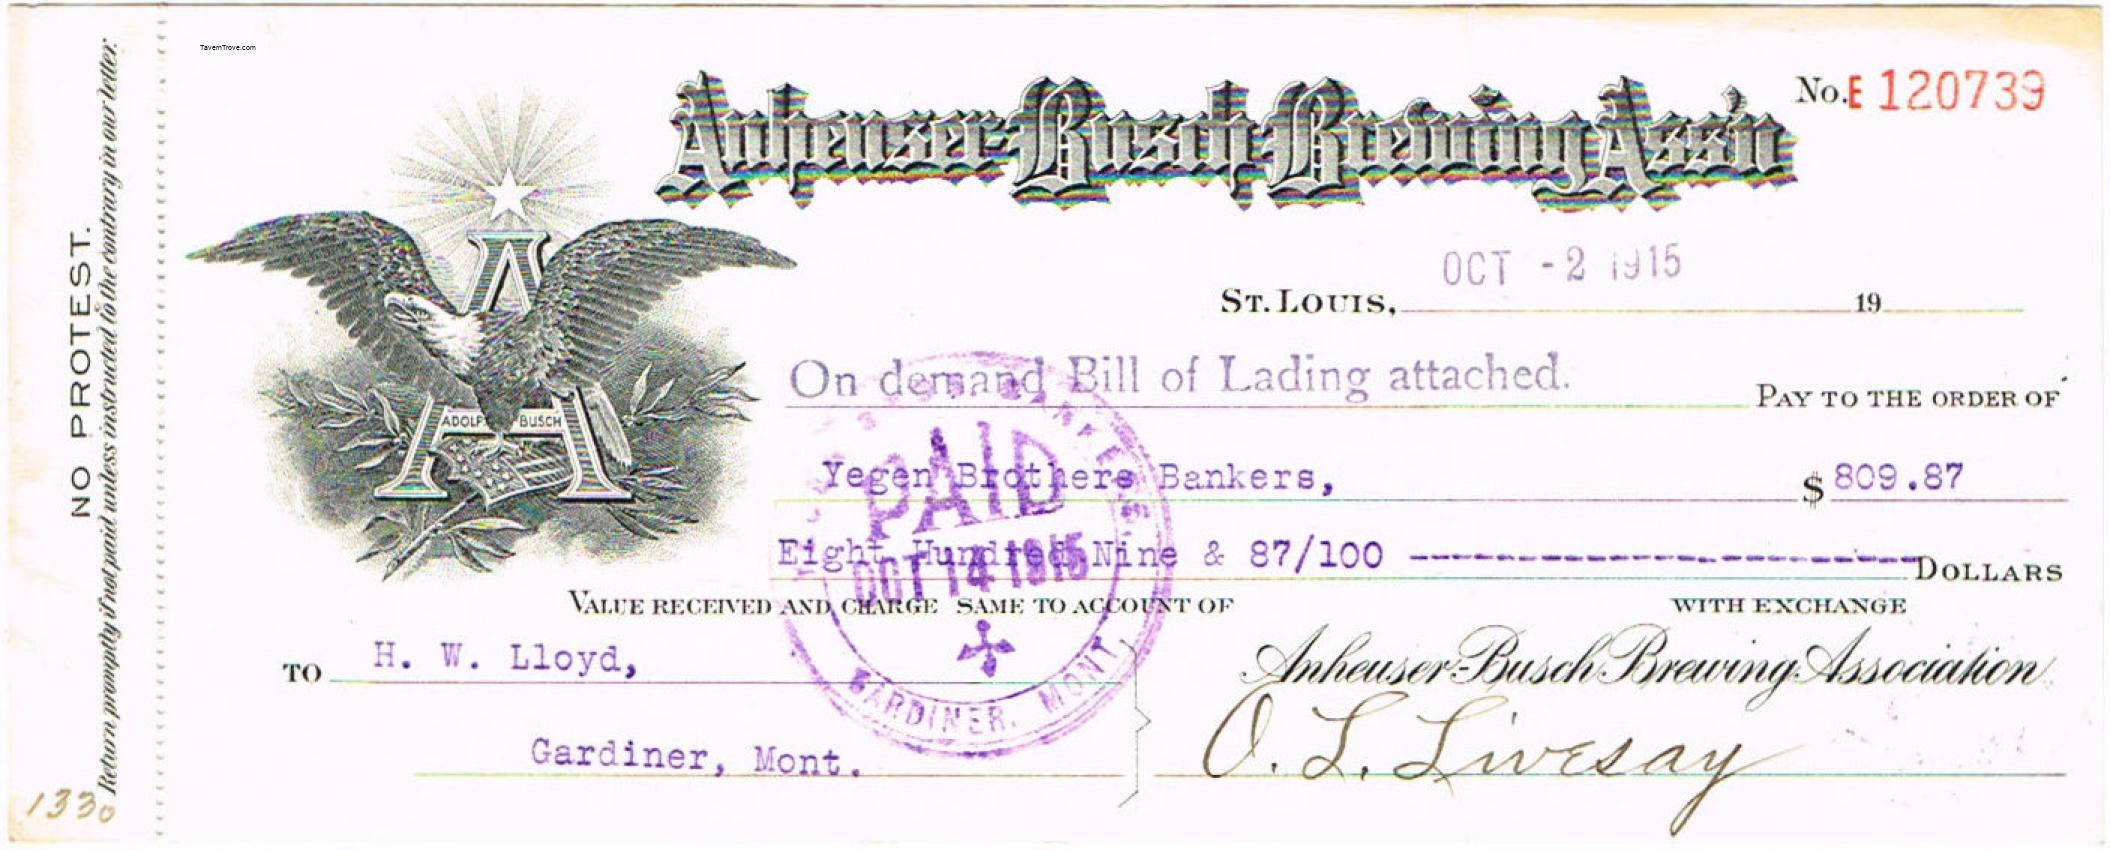 TavernTrove.com
Anheuser-Busch Brewing Ass'n
No. E 120739
OCT - 2 1915
ST. LOUIS, 19
On demand Bill of Lading attached.
PAY TO THE ORDER OF
Yegen Brothers Bankers,
$ 809.87
Eight Hundred Nine & 87/100 DOLLARS
VALUE RECEIVED AND CHARGE SAME TO ACCOUNT OF WITH EXCHANGE
TO H. W. Lloyd,
Gardiner, Mont.
Anheuser-Busch Brewing Association
O. L. Livesay
ADOLPHUS BUSCH
A
PAID
OCT 14 1915
GARDINER, MONT.
NO PROTEST.
Return promptly if not paid unless instructed to the contrary in our letter.
1330